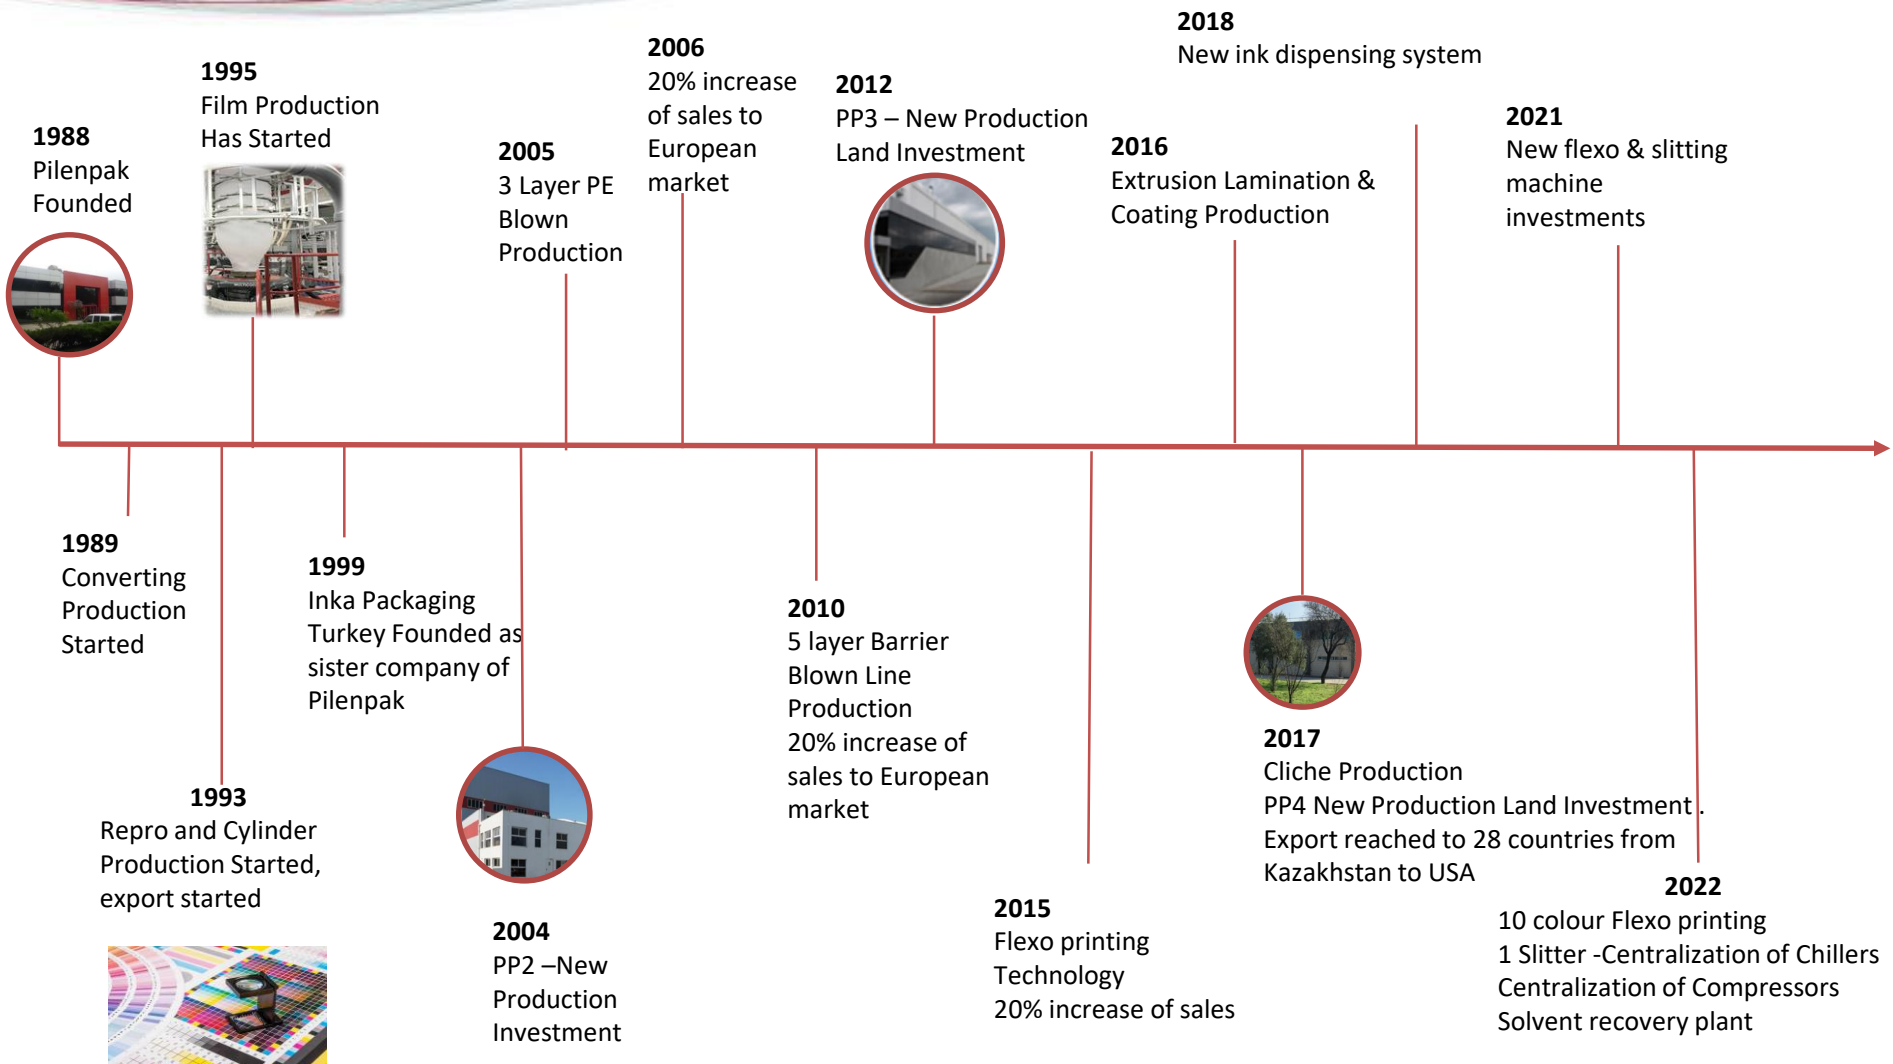 1988
Pilenpak
Founded
1989
Converting
Production
Started
1993
Repro and Cylinder
Production Started,
export started
1995
Film Production
Has Started
1999
Inka Packaging
Turkey Founded as
sister company of
Pilenpak
2004
PP2 –New
Production
Investment
2005
3 Layer PE
Blown
Production
2006
20% increase
of sales to
European
market
2010
5 layer Barrier
Blown Line
Production
20% increase of
sales to European
market
2012
PP3 – New Production
Land Investment
2015
Flexo printing
Technology
20% increase of sales
2016
Extrusion Lamination &
Coating Production
2017
Cliche Production
PP4 New Production Land Investment .
Export reached to 28 countries from
Kazakhstan to USA
2018
New ink dispensing system
2021
New flexo & slitting
machine
investments
2022
10 colour Flexo printing
1 Slitter -Centralization of Chillers
Centralization of Compressors
Solvent recovery plant